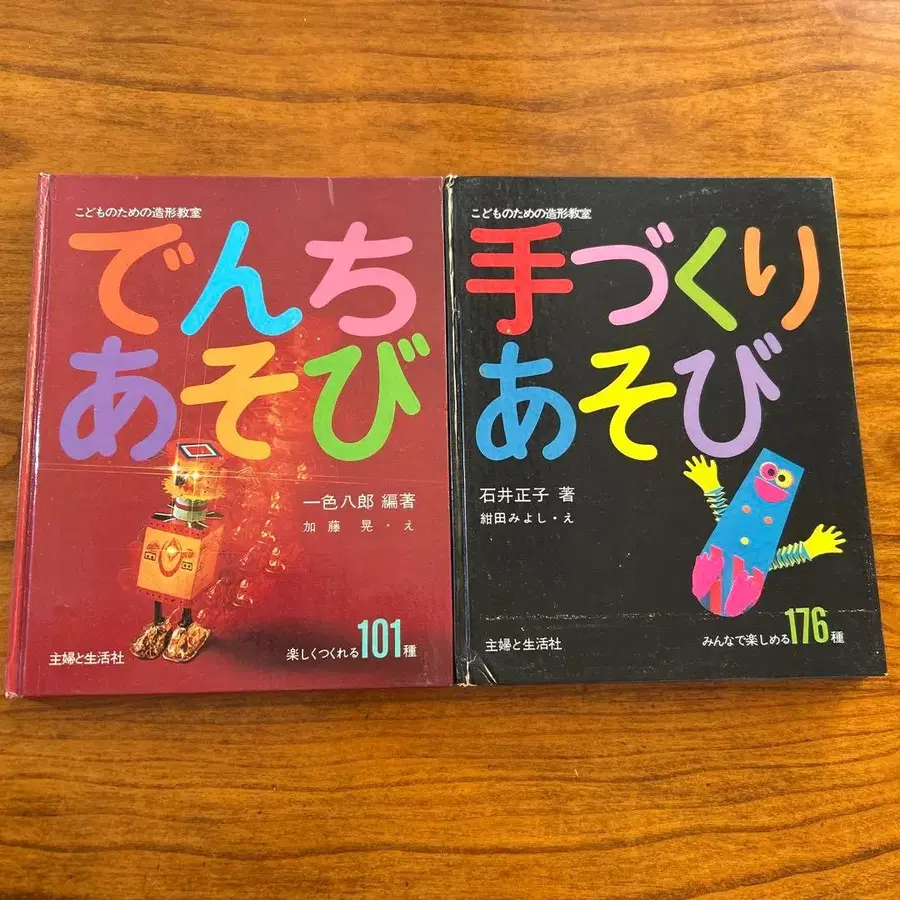 こどものための造形教室
でんち
あそび
一色八郎 編著
加藤 晃・え
主婦と生活社
楽しくつくれる101種
こどものための造形教室
手づくり
あそび
石井正子 著
紺田みよし・え
主婦と生活社
みんなで楽しめる176種